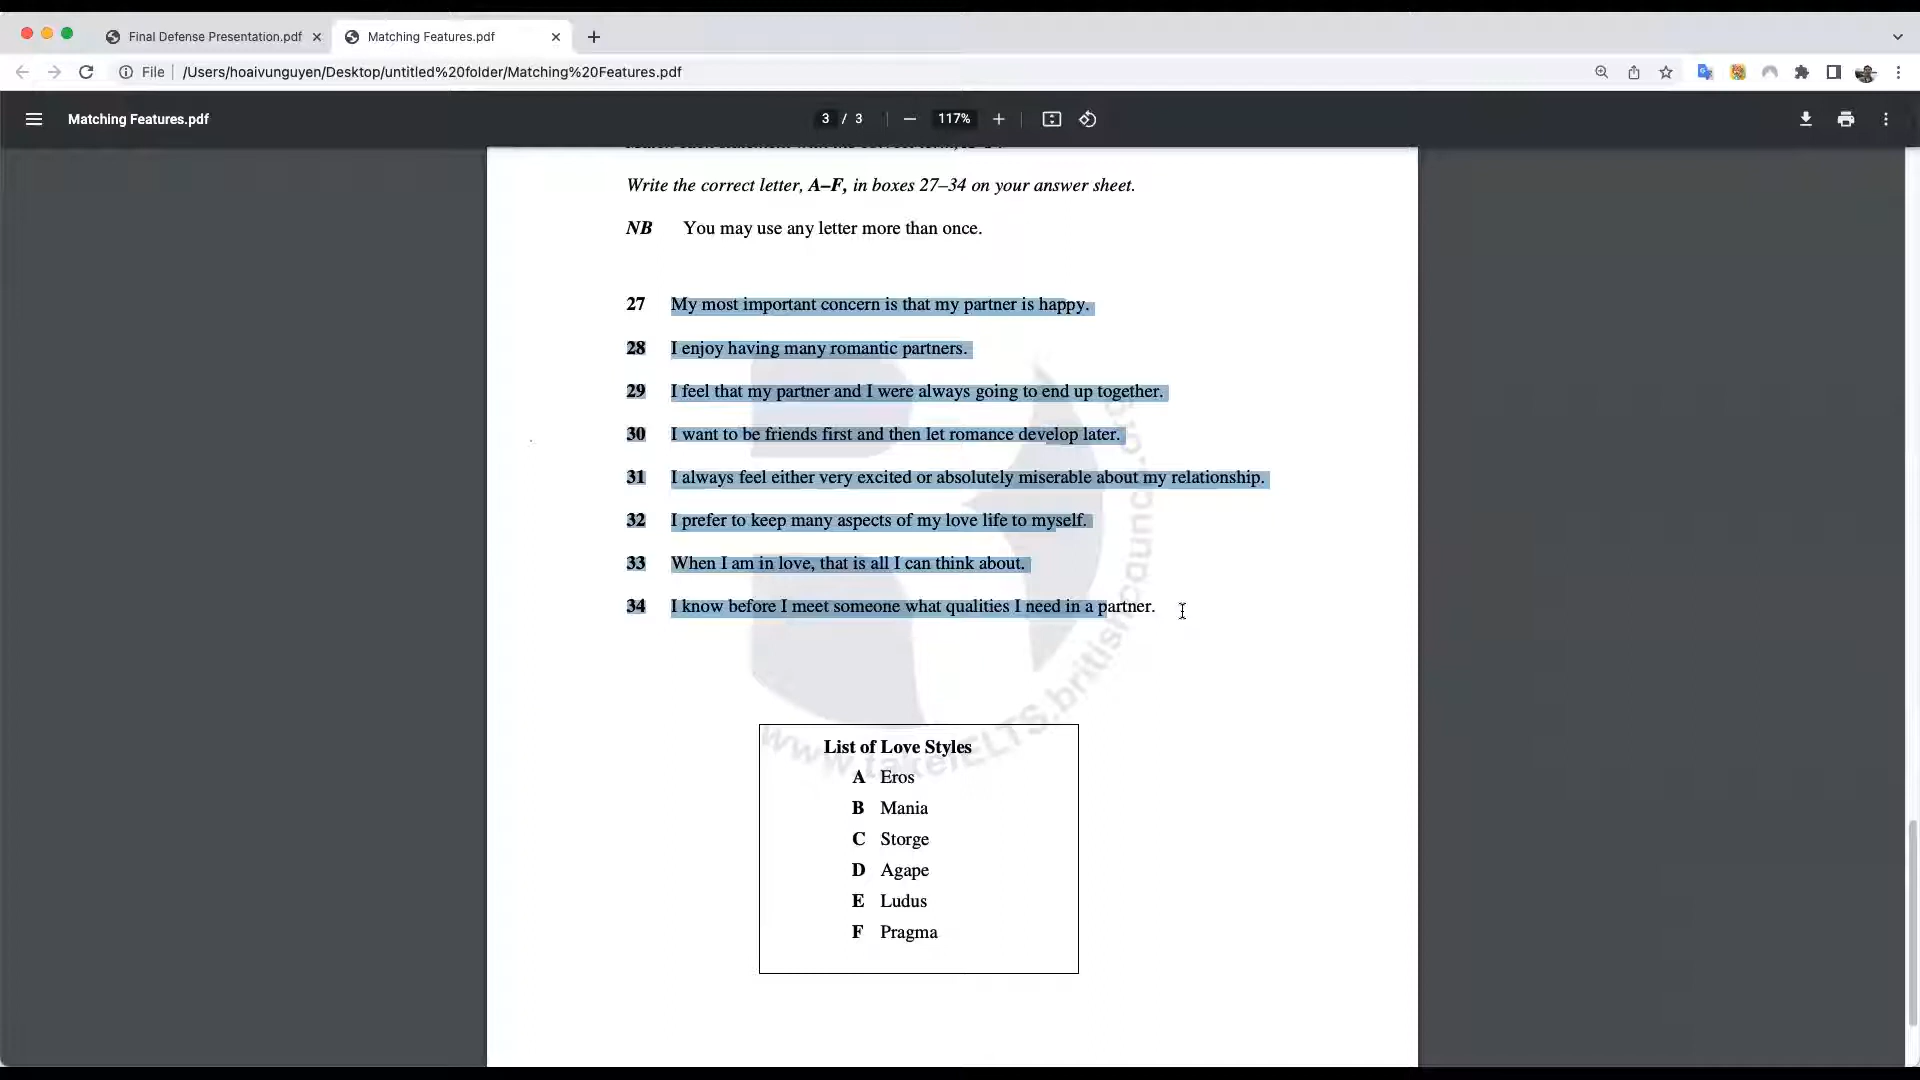 Final Defense Presentation.pdf
Matching Features.pdf
File
/Users/hoaivunguyen/Desktop/untitled%20folder/Matching%20Features.pdf
Matching Features.pdf
3 / 3
117%
Write the correct letter, A–F, in boxes 27–34 on your answer sheet.
NB You may use any letter more than once.
27 My most important concern is that my partner is happy.
28 I enjoy having many romantic partners.
29 I feel that my partner and I were always going to end up together.
30 I want to be friends first and then let romance develop later.
31 I always feel either very excited or absolutely miserable about my relationship.
32 I prefer to keep many aspects of my love life to myself.
33 When I am in love, that is all I can think about.
34 I know before I meet someone what qualities I need in a partner.
List of Love Styles
A Eros
B Mania
C Storge
D Agape
E Ludus
F Pragma